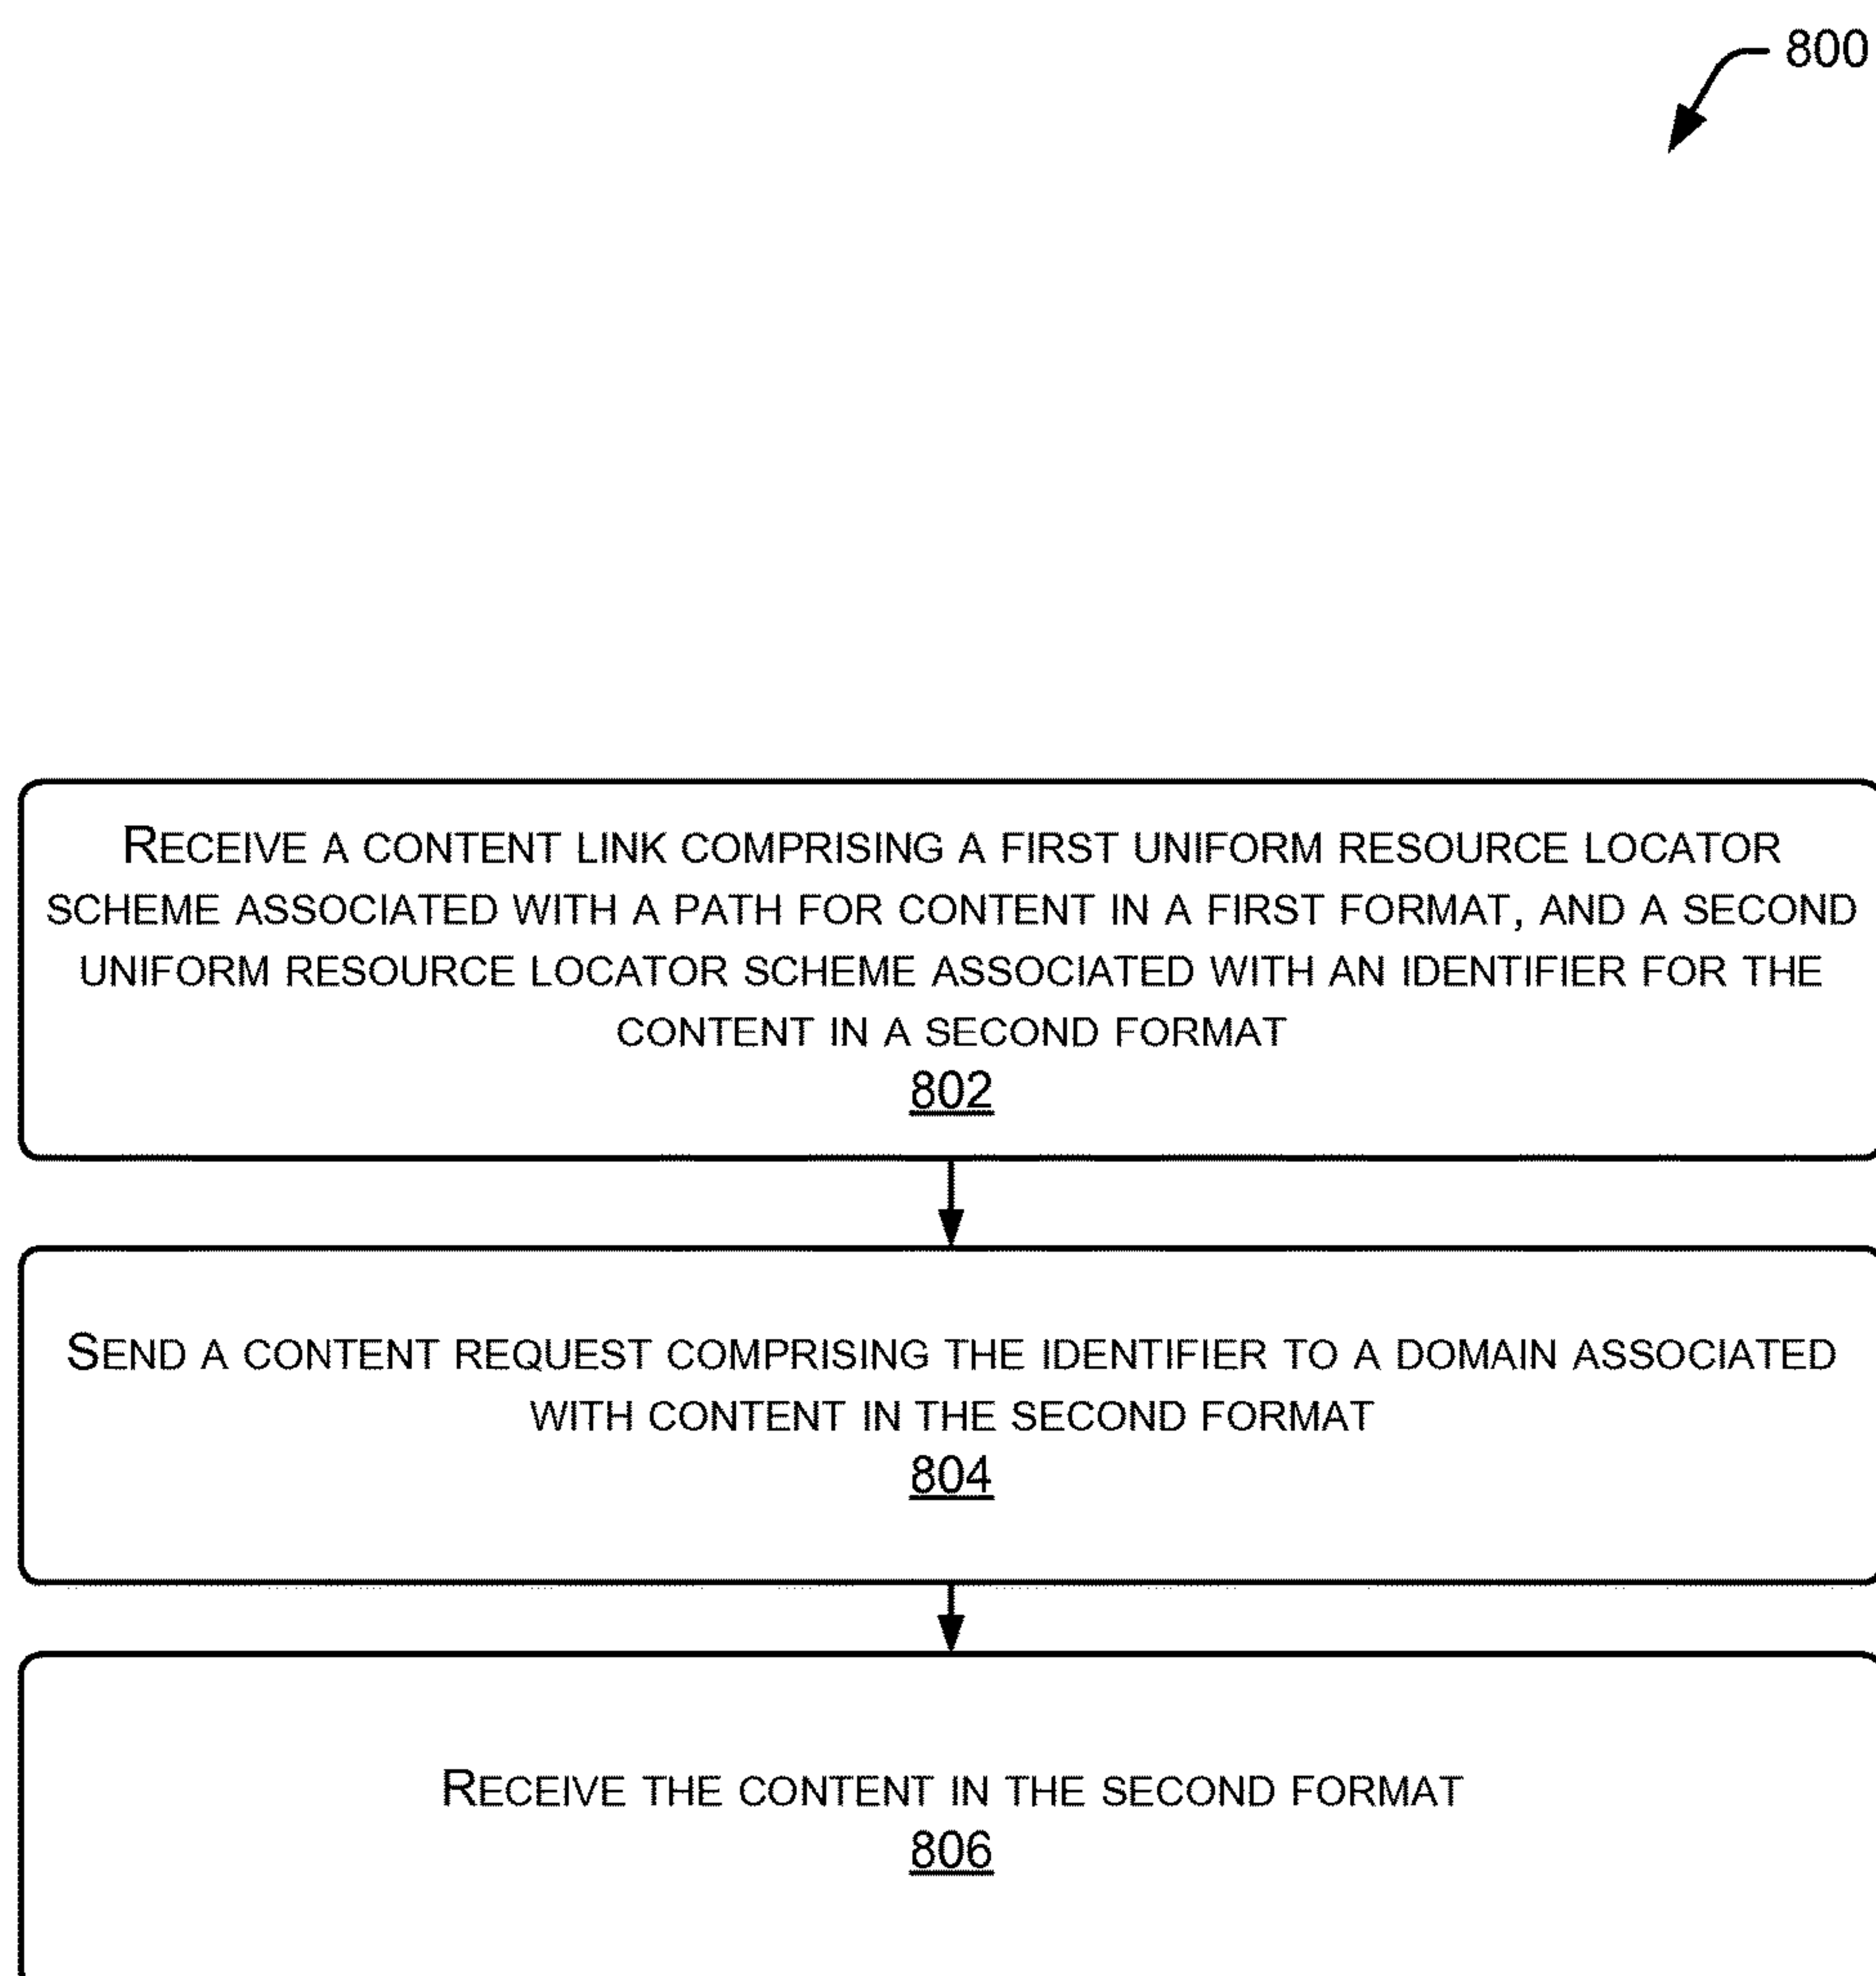 800
RECEIVE A CONTENT LINK COMPRISING A FIRST UNIFORM RESOURCE LOCATOR
SCHEME ASSOCIATED WITH A PATH FOR CONTENT IN A FIRST FORMAT, AND A SECOND
UNIFORM RESOURCE LOCATOR SCHEME ASSOCIATED WITH AN IDENTIFIER FOR THE
CONTENT IN A SECOND FORMAT
802
SEND A CONTENT REQUEST COMPRISING THE IDENTIFIER TO A DOMAIN ASSOCIATED
WITH CONTENT IN THE SECOND FORMAT
804
RECEIVE THE CONTENT IN THE SECOND FORMAT
806